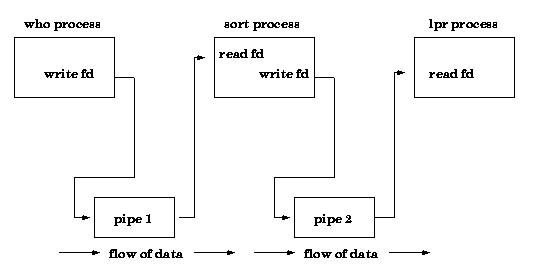 who process
sort process
lpr process
write fd
read fd
write fd
read fd
pipe 1
pipe 2
flow of data
flow of data